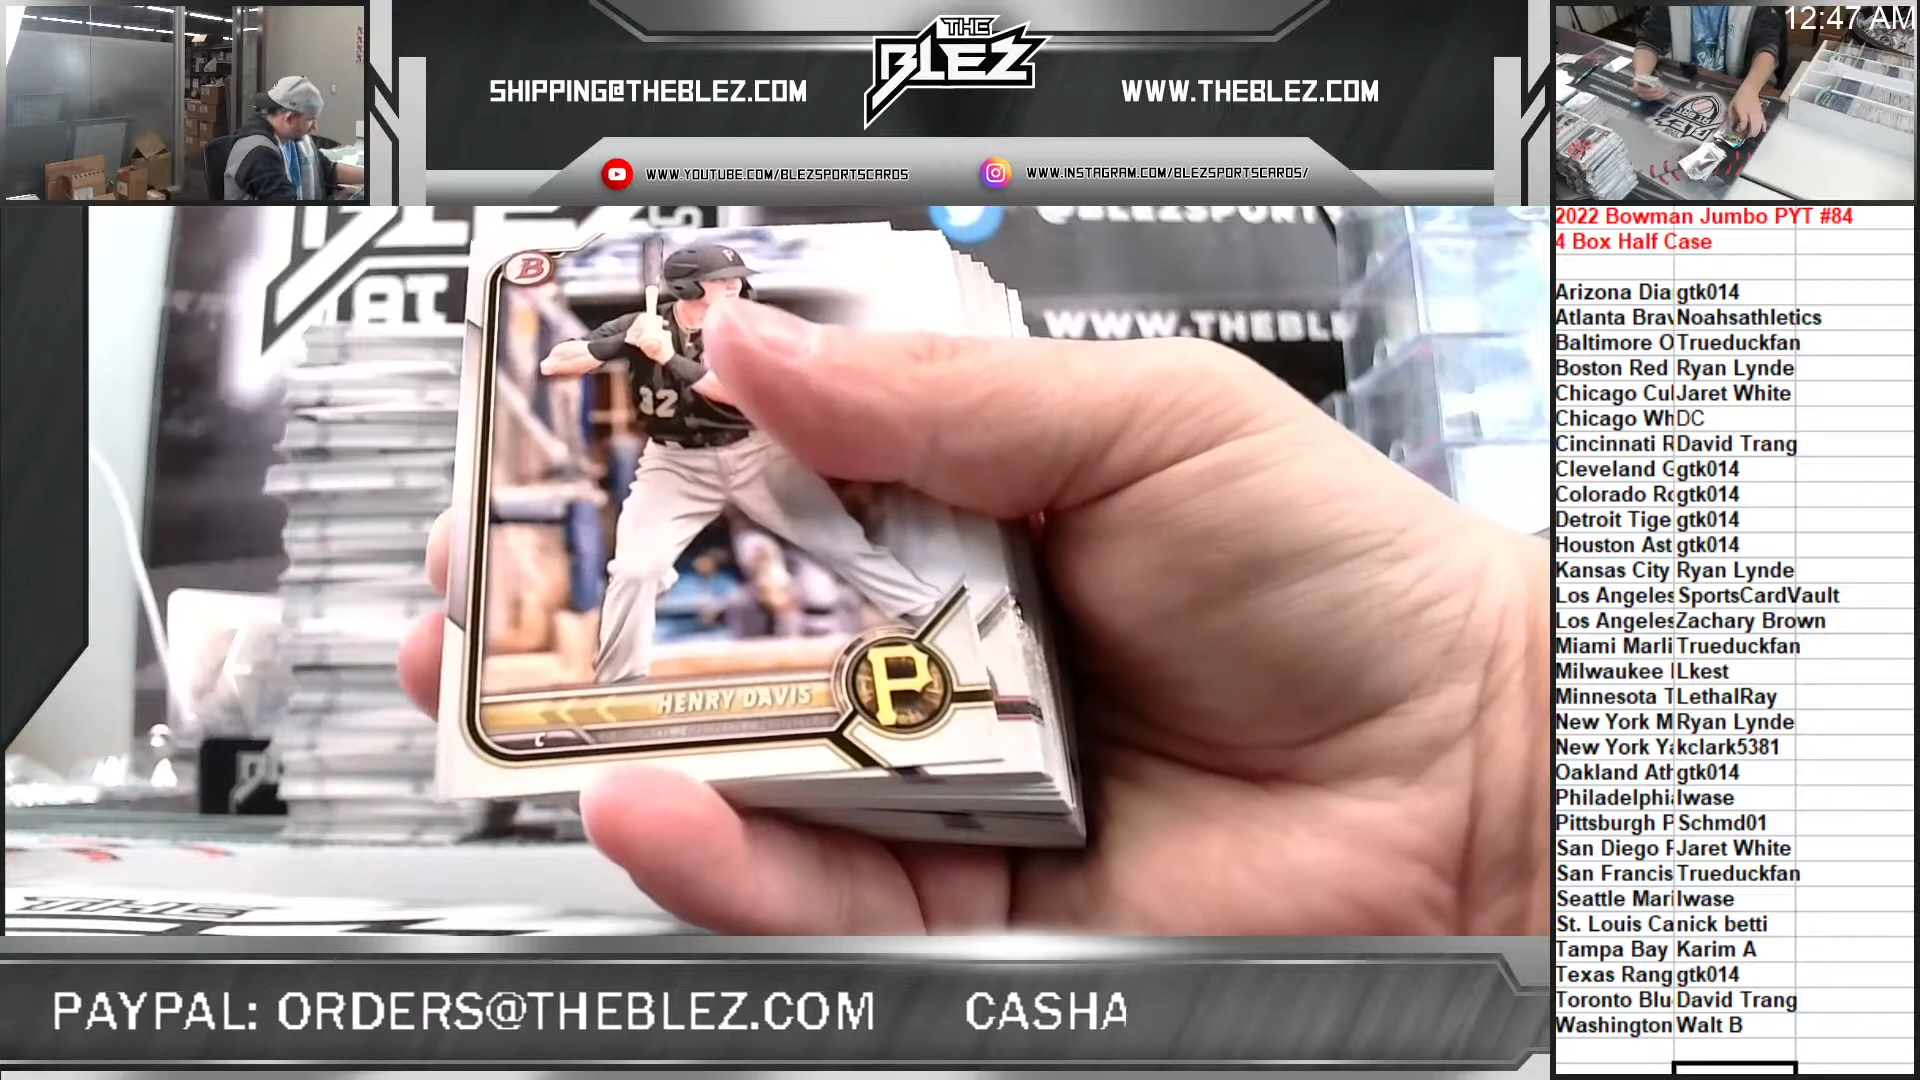 THE
BLEZ
SHIPPING@THEBLEZ.COM
WWW.THEBLEZ.COM
WWW.YOUTUBE.COM/BLEZSPORTSCARDS
WWW.INSTAGRAM.COM/BLEZSPORTSCARDS/
12:47 AM
2022 Bowman Jumbo PYT #84
4 Box Half Case
Arizona Dia gtk014
Atlanta Brav Noahsathletics
Baltimore O Trueduckfan
Boston Red Ryan Lynde
Chicago Cu Jaret White
Chicago Wh DC
Cincinnati R David Trang
Cleveland G gtk014
Colorado Ro gtk014
Detroit Tige gtk014
Houston Ast gtk014
Kansas City Ryan Lynde
Los Angeles SportsCardVault
Los Angeles Zachary Brown
Miami Marli Trueduckfan
Milwaukee Lkest
Minnesota T LethalRay
New York M Ryan Lynde
New York Ya kclark5381
Oakland Ath gtk014
Philadelphi lwase
Pittsburgh P Schmd01
San Diego P Jaret White
San Francis Trueduckfan
Seattle Mari lwase
St. Louis Ca nick betti
Tampa Bay Karim A
Texas Rang gtk014
Toronto Blu David Trang
Washington Walt B
@BLEZSPORT
AT
WWW.THEBLE
B
P
32
HENRY DAVIS
C
P
PAYPAL: ORDERS@THEBLEZ.COM CASHA